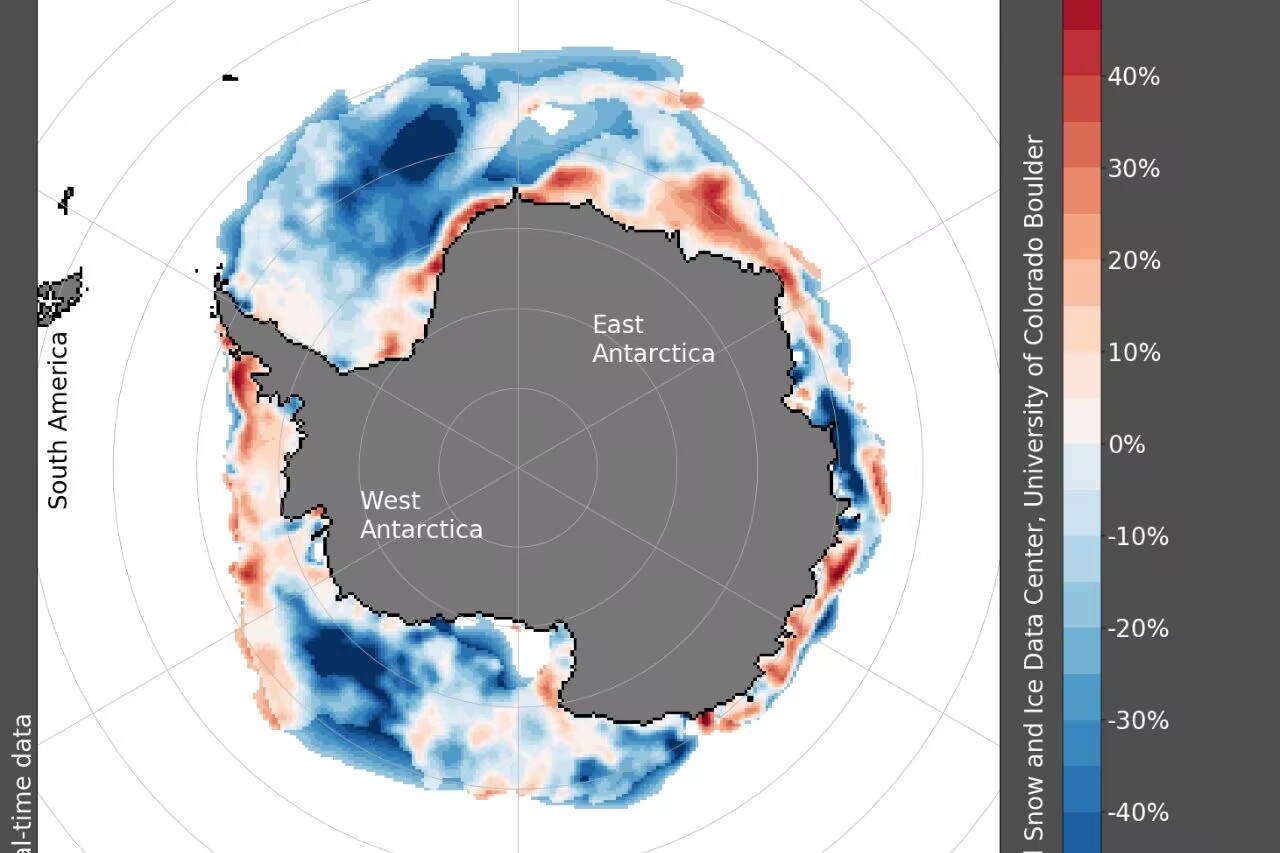 East
Antarctica
West
Antarctica
South America
al-time data
Snow and Ice Data Center, University of Colorado Boulder
40%
30%
20%
10%
0%
-10%
-20%
-30%
-40%